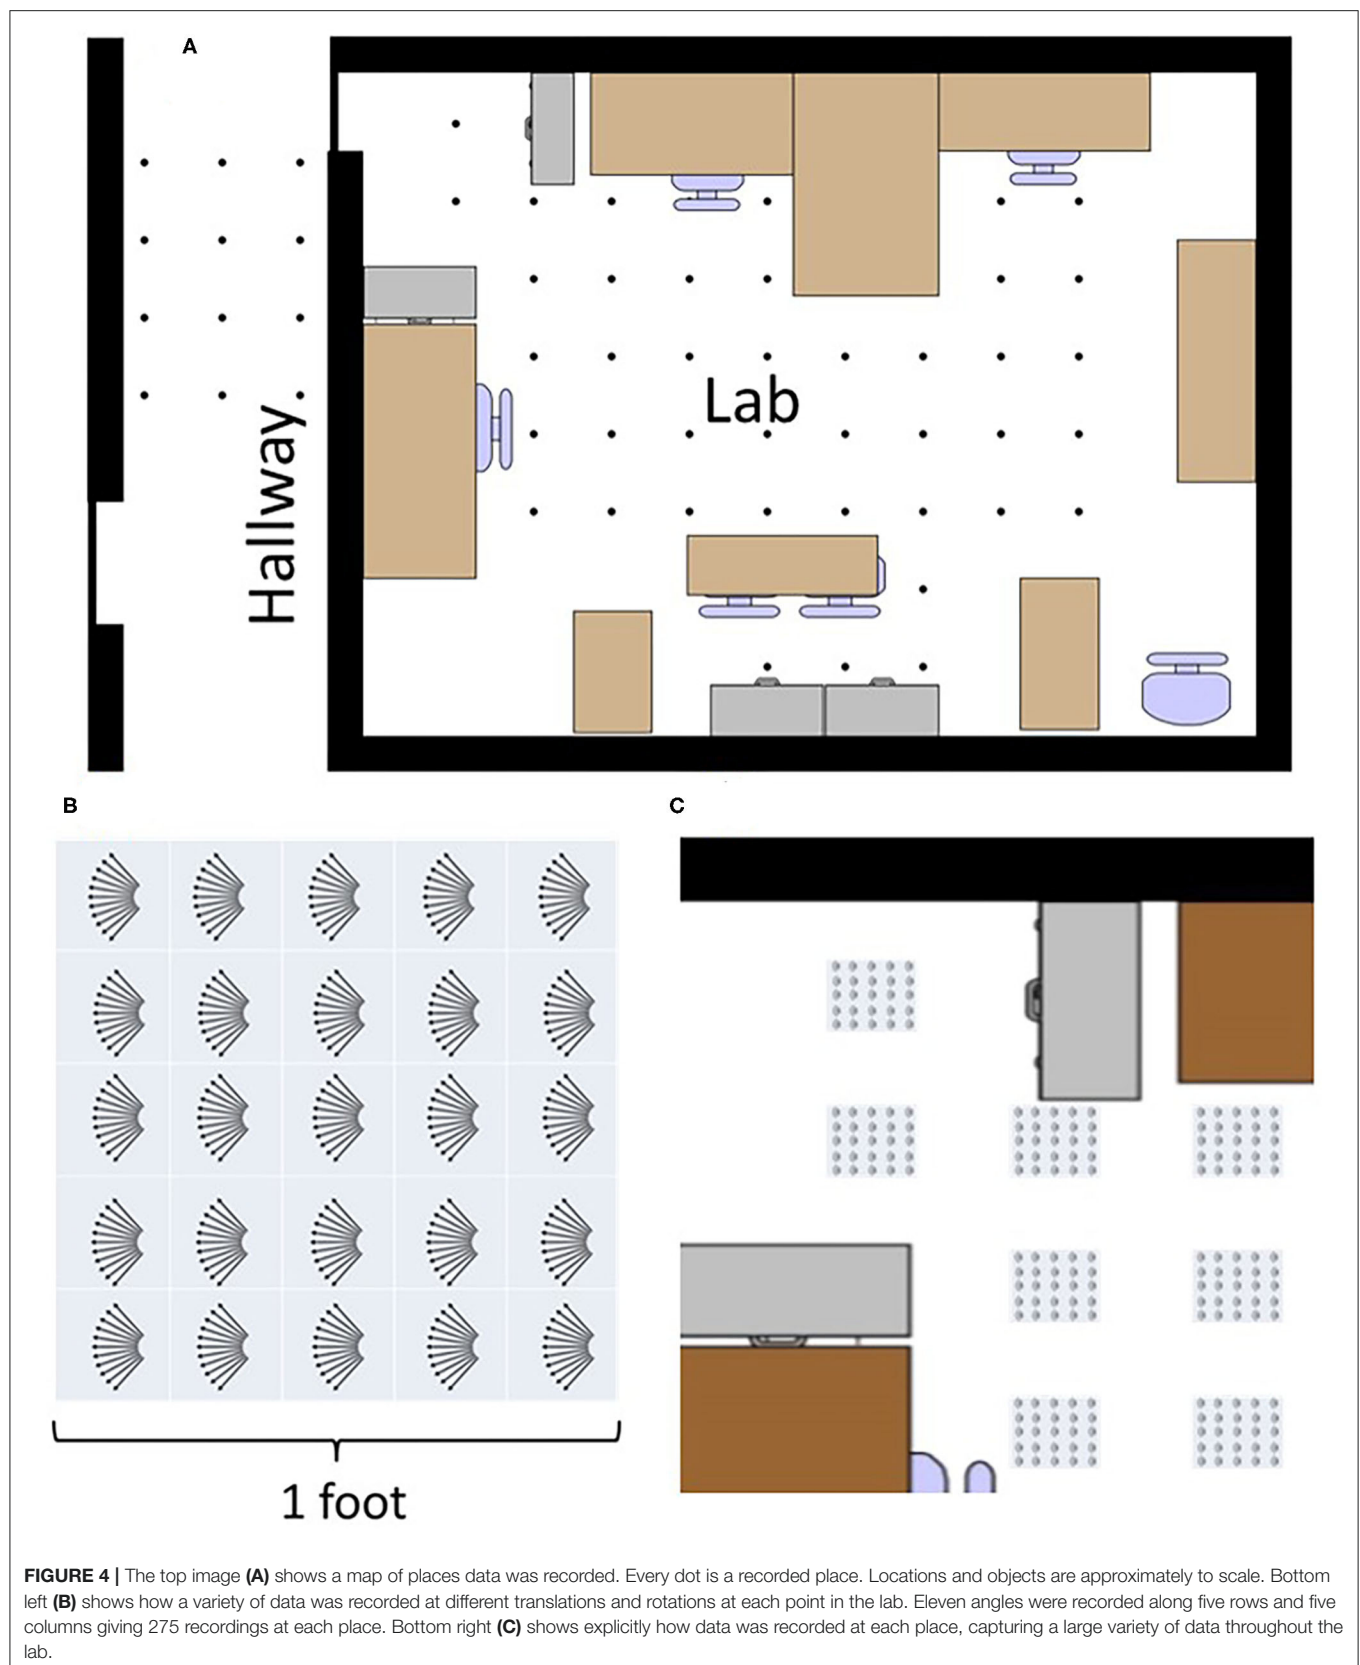 A
Lab
Hallway
B
C
1 foot
FIGURE 4 | The top image (A) shows a map of places data was recorded. Every dot is a recorded place. Locations and objects are approximately to scale. Bottom
left (B) shows how a variety of data was recorded at different translations and rotations at each point in the lab. Eleven angles were recorded along five rows and five
columns giving 275 recordings at each place. Bottom right (C) shows explicitly how data was recorded at each place, capturing a large variety of data throughout the
lab.